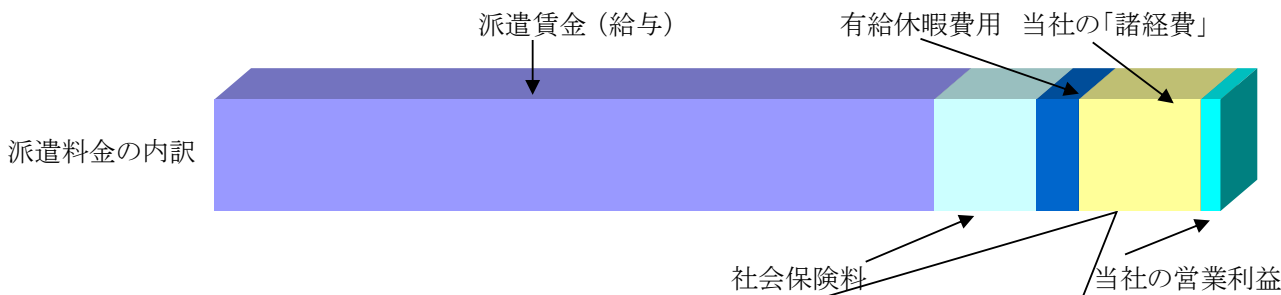 派遣賃金（給与）
有給休暇費用
当社の｢諸経費｣
派遣料金の内訳
社会保険料
当社の営業利益